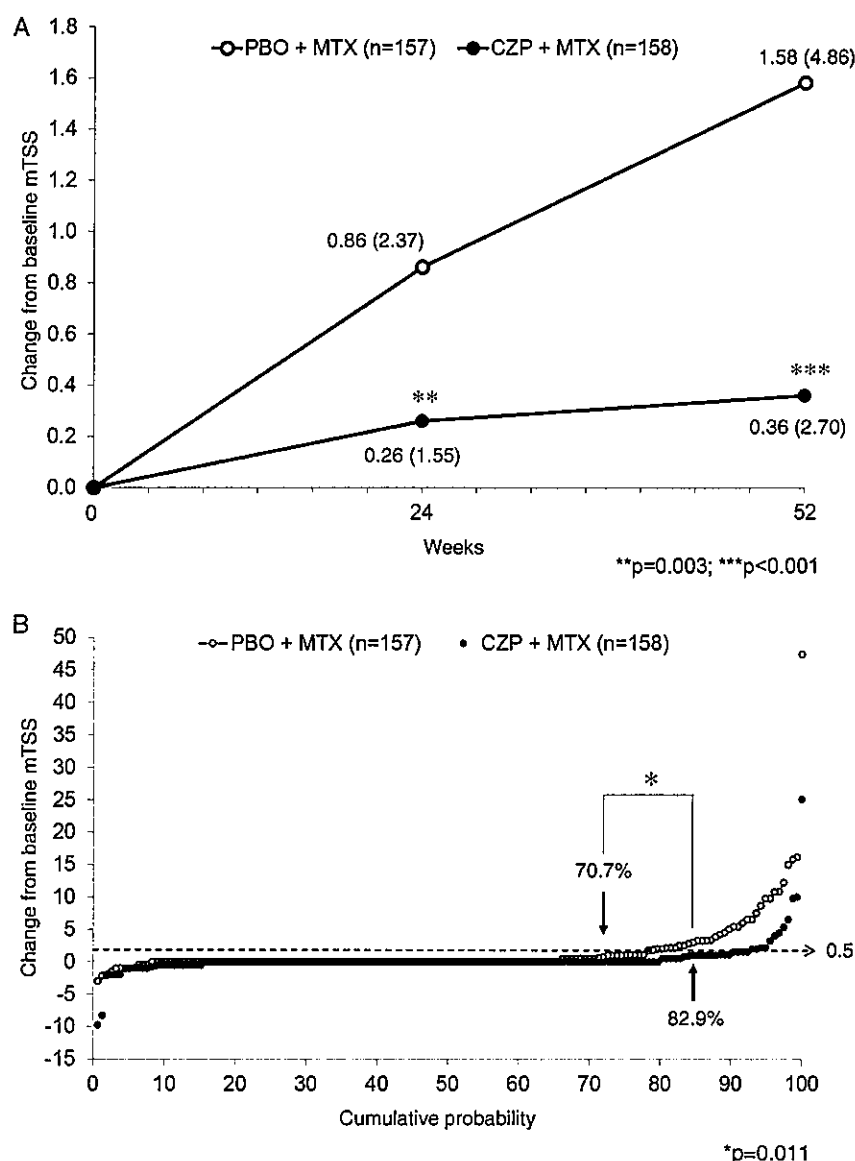 A
Change from baseline mTSS
1.8
1.6
1.4
1.2
1.0
0.8
0.6
0.4
0.2
0.0
PBO + MTX (n=157) CZP + MTX (n=158)
1.58 (4.86)
0.86 (2.37)
**
***
0.26 (1.55)
0.36 (2.70)
0 24 52
Weeks
**p=0.003; ***p<0.001
B
Change from baseline mTSS
50
45
40
35
30
25
20
15
10
5
0
-5
-10
-15
PBO + MTX (n=157) CZP + MTX (n=158)
*
70.7%
0.5
82.9%
0 10 20 30 40 50 60 70 80 90 100
Cumulative probability
*p=0.011